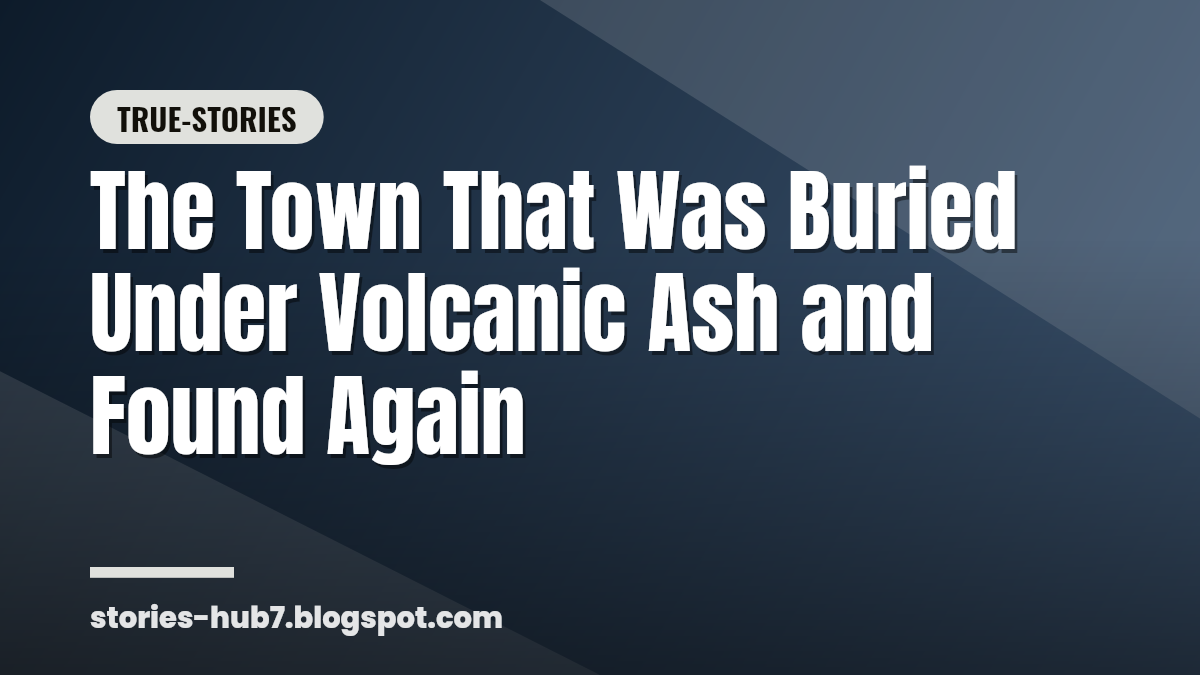 TRUE-STORIES
The Town That Was Buried
Under Volcanic Ash and
Found Again
stories-hub7.blogspot.com